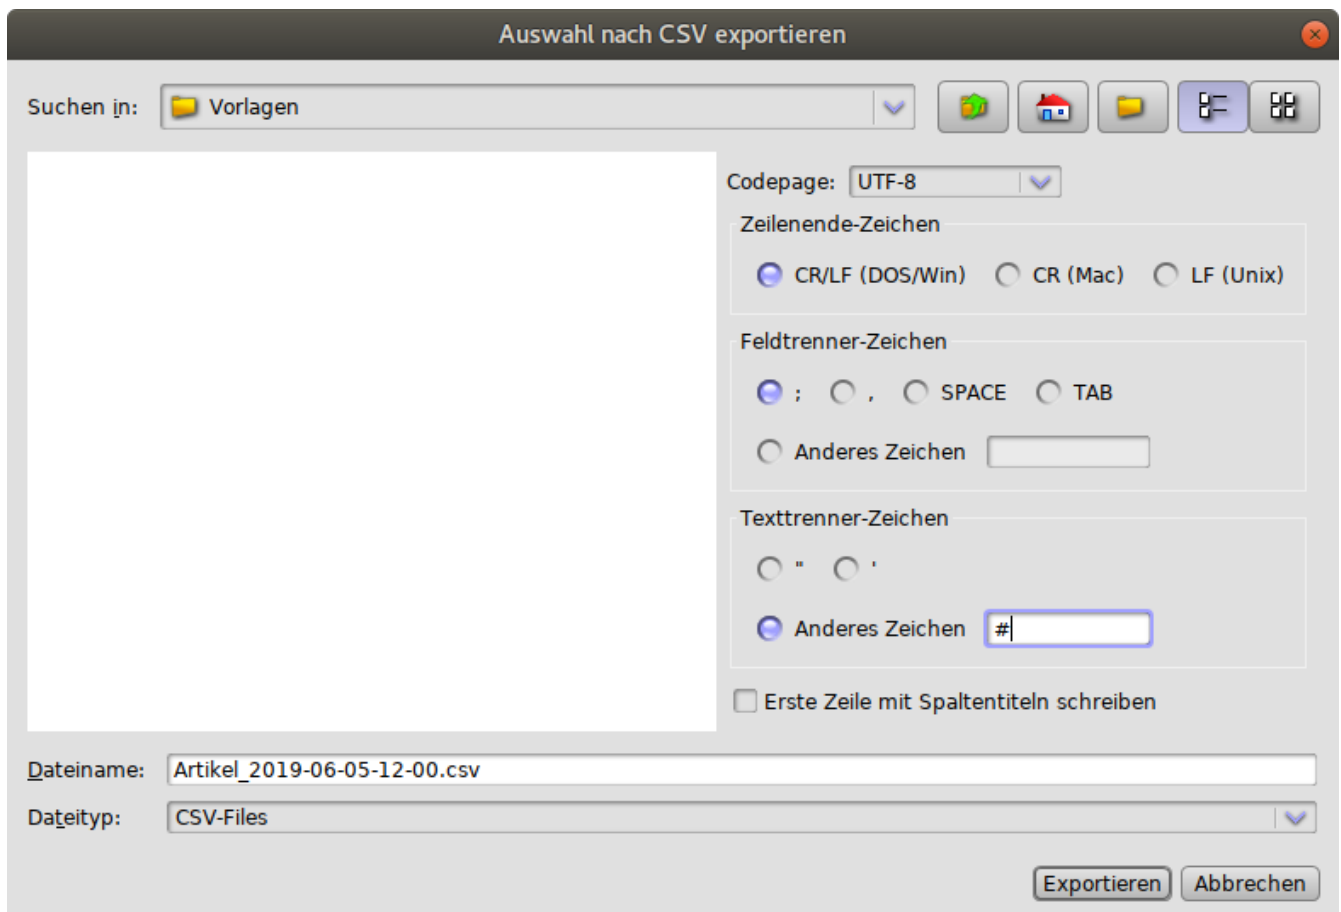 Auswahl nach CSV exportieren
Suchen in: Vorlagen
Codepage: UTF-8
Zeilenende-Zeichen
CR/LF (DOS/Win) CR (Mac) LF (Unix)
Feldtrenner-Zeichen
; , SPACE TAB
Anderes Zeichen
Texttrenner-Zeichen
" '
Anderes Zeichen #
Erste Zeile mit Spaltentiteln schreiben
Dateiname: Artikel_2019-06-05-12-00.csv
Dateityp: CSV-Files
Exportieren Abbrechen